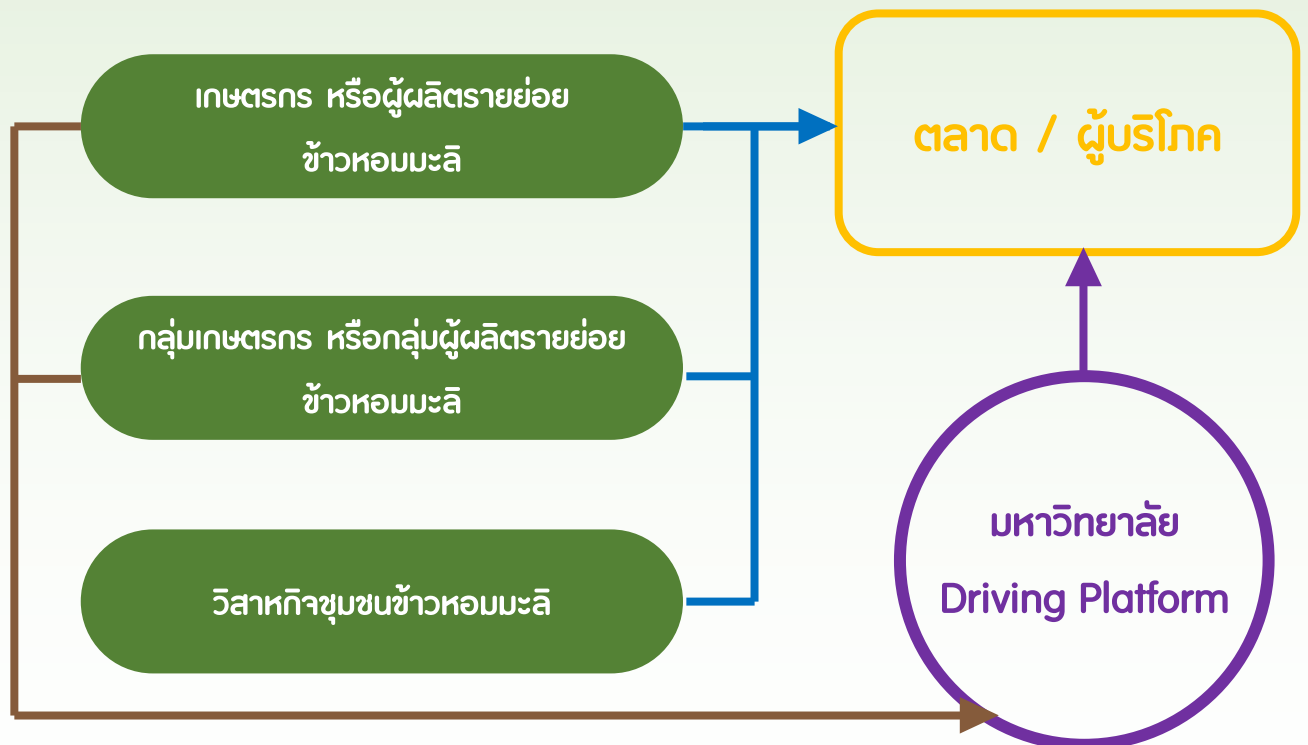 เกษตรกร หรือผู้ผลิตรายย่อย
ข้าวหอมมะลิ
ตลาด / ผู้บริโภค
กลุ่มเกษตรกร หรือกลุ่มผู้ผลิตรายย่อย
ข้าวหอมมะลิ
วิสาหกิจชุมชนข้าวหอมมะลิ
มหาวิทยาลัย
Driving Platform